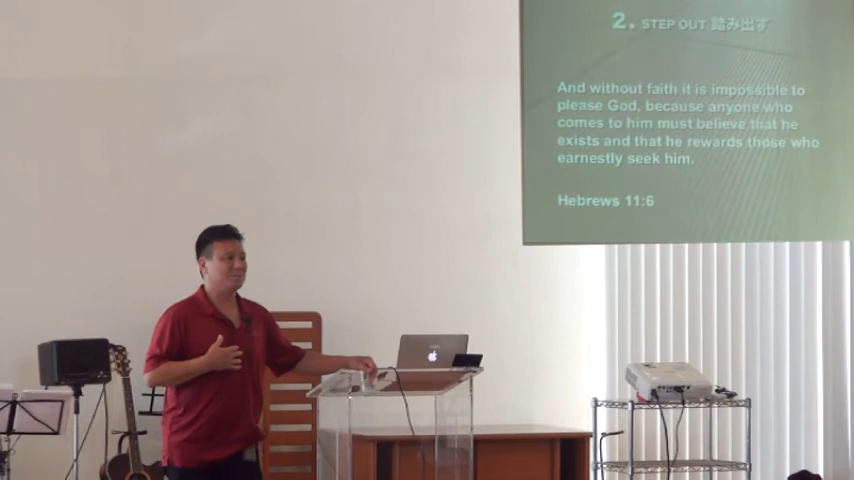 2. STEP OUT 踏み出す
And without faith it is impossible to
please God, because anyone who
comes to him must believe that he
exists and that he rewards those who
earnestly seek him.
Hebrews 11:6